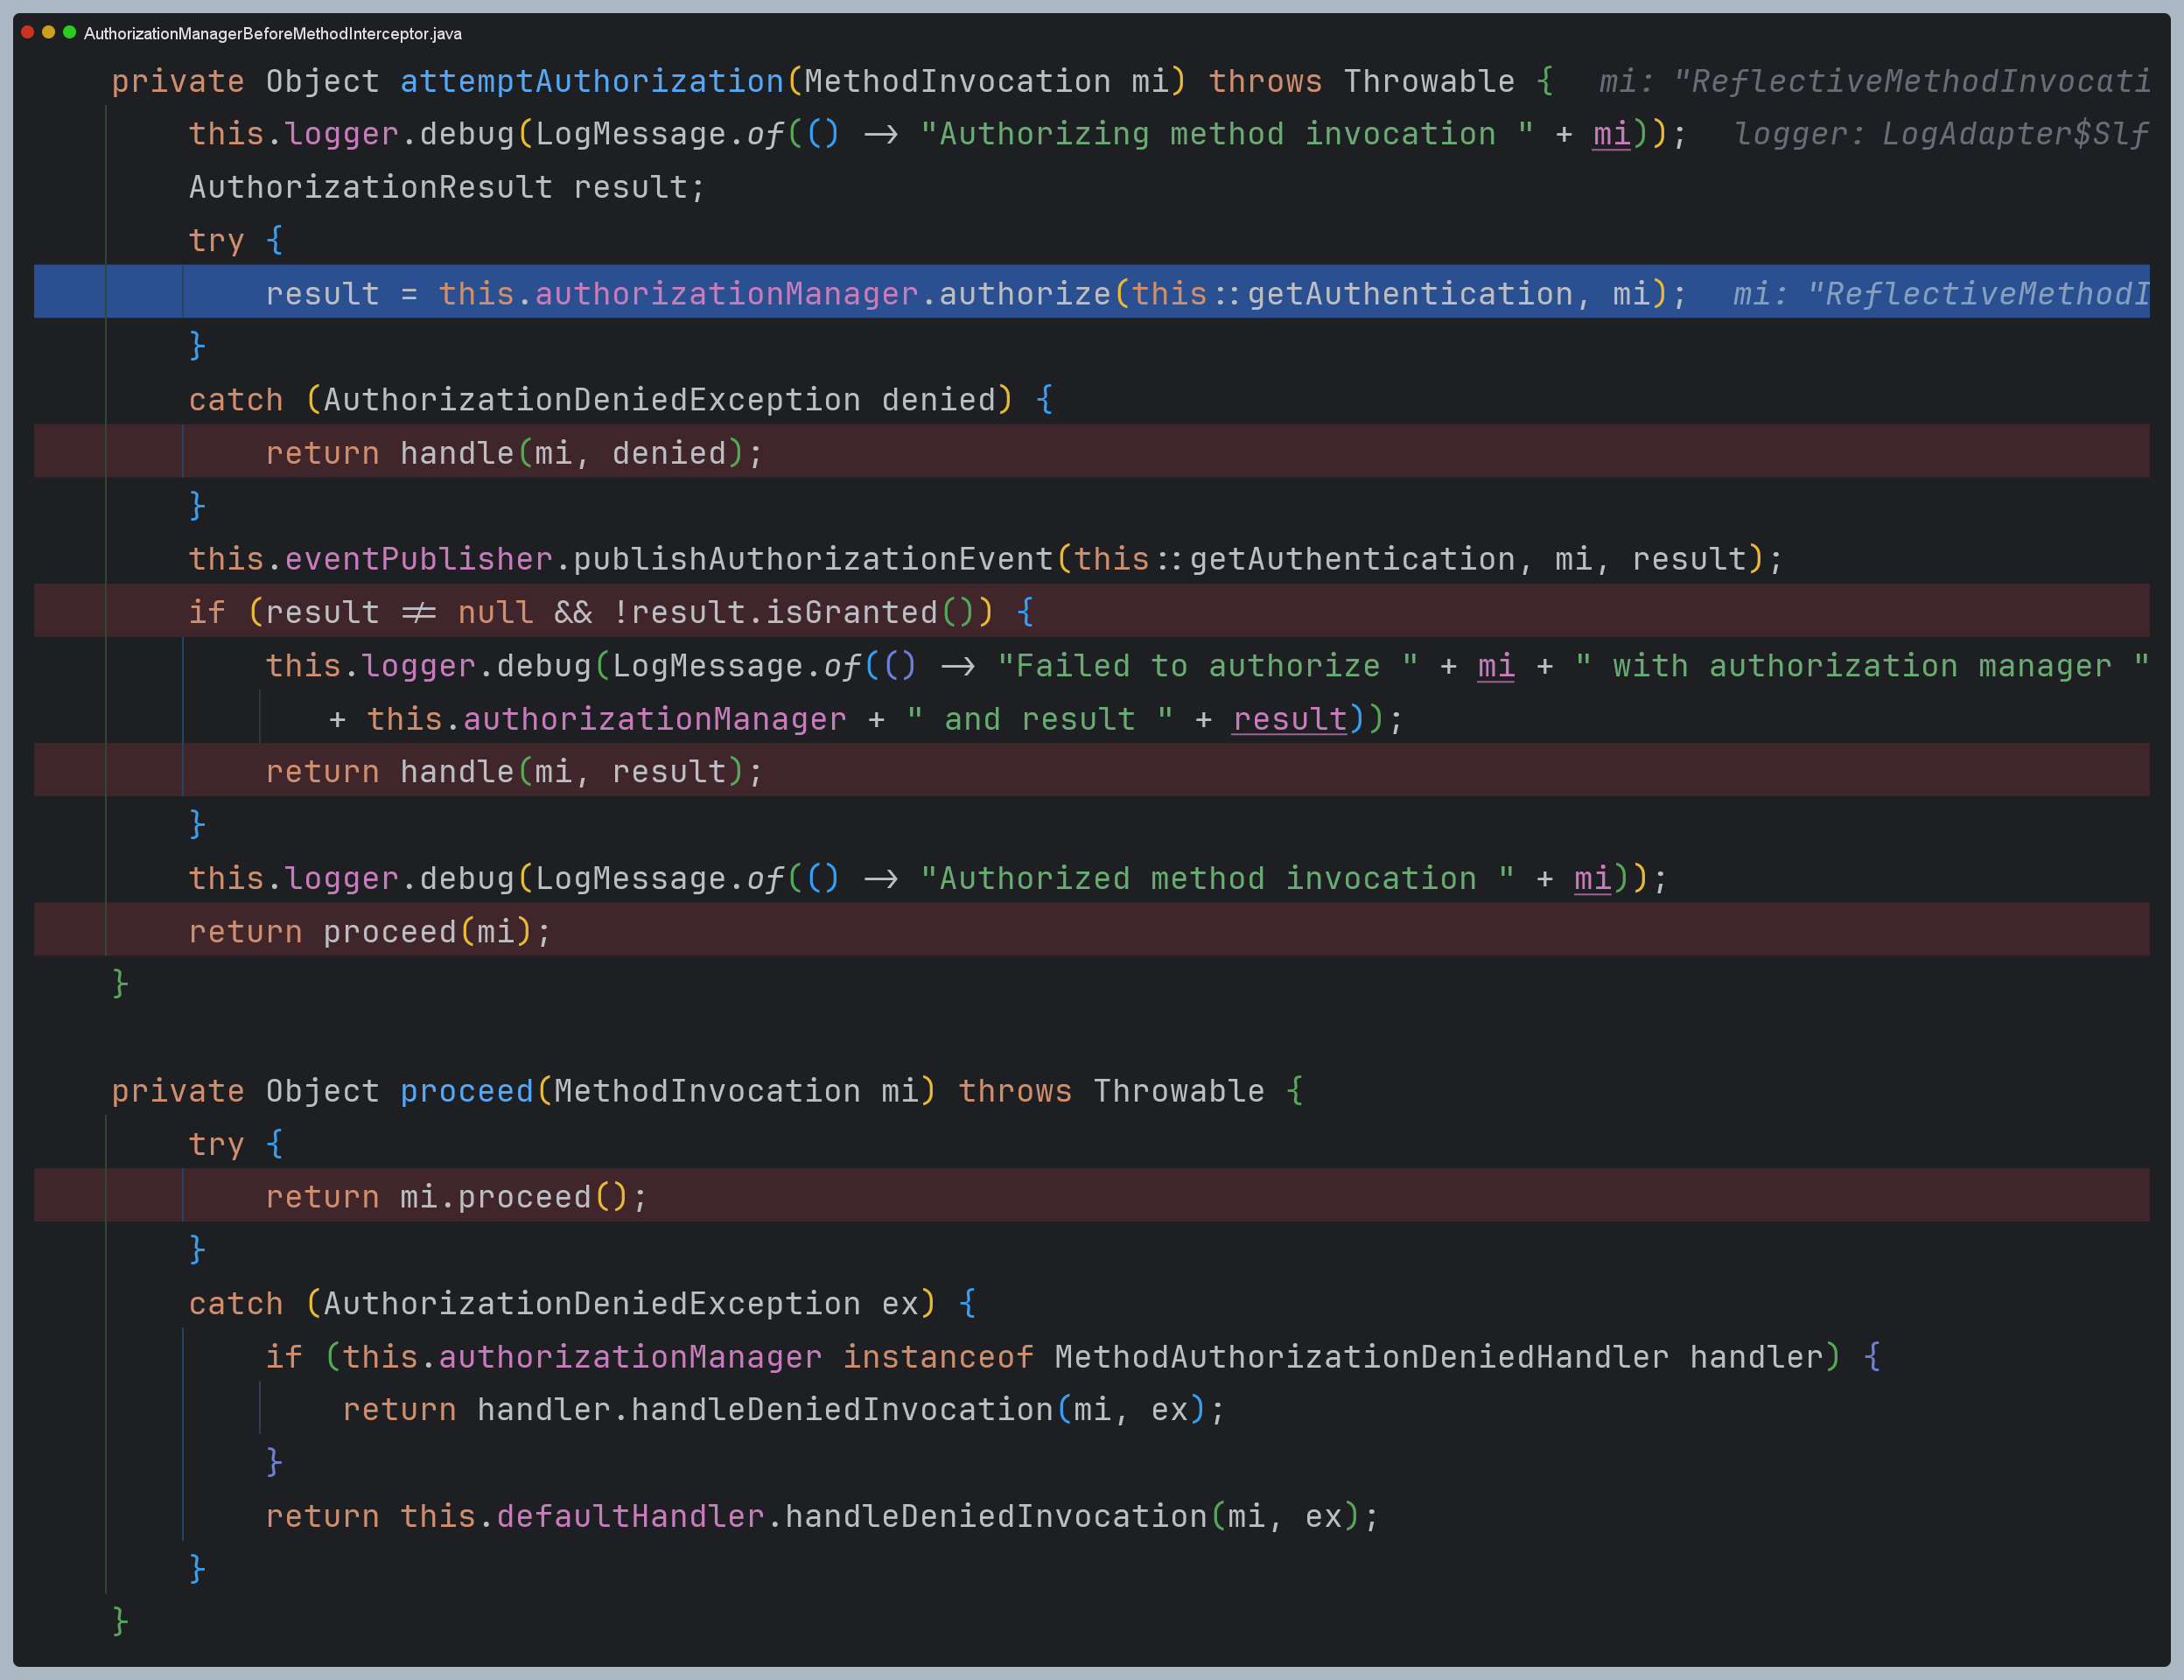 AuthorizationManagerBeforeMethodInterceptor.java
private Object attemptAuthorization(MethodInvocation mi) throws Throwable {  mi: "ReflectiveMethodInvocati
this.logger.debug(LogMessage.of(() -> "Authorizing method invocation " + mi));  logger: LogAdapter$Slf
AuthorizationResult result;
try {
result = this.authorizationManager.authorize(this::getAuthentication, mi);  mi: "ReflectiveMethodI
}
catch (AuthorizationDeniedException denied) {
return handle(mi, denied);
}
this.eventPublisher.publishAuthorizationEvent(this::getAuthentication, mi, result);
if (result != null && !result.isGranted()) {
this.logger.debug(LogMessage.of(() -> "Failed to authorize " + mi + " with authorization manager "
+ this.authorizationManager + " and result " + result));
return handle(mi, result);
}
this.logger.debug(LogMessage.of(() -> "Authorized method invocation " + mi));
return proceed(mi);
}
private Object proceed(MethodInvocation mi) throws Throwable {
try {
return mi.proceed();
}
catch (AuthorizationDeniedException ex) {
if (this.authorizationManager instanceof MethodAuthorizationDeniedHandler handler) {
return handler.handleDeniedInvocation(mi, ex);
}
return this.defaultHandler.handleDeniedInvocation(mi, ex);
}
}